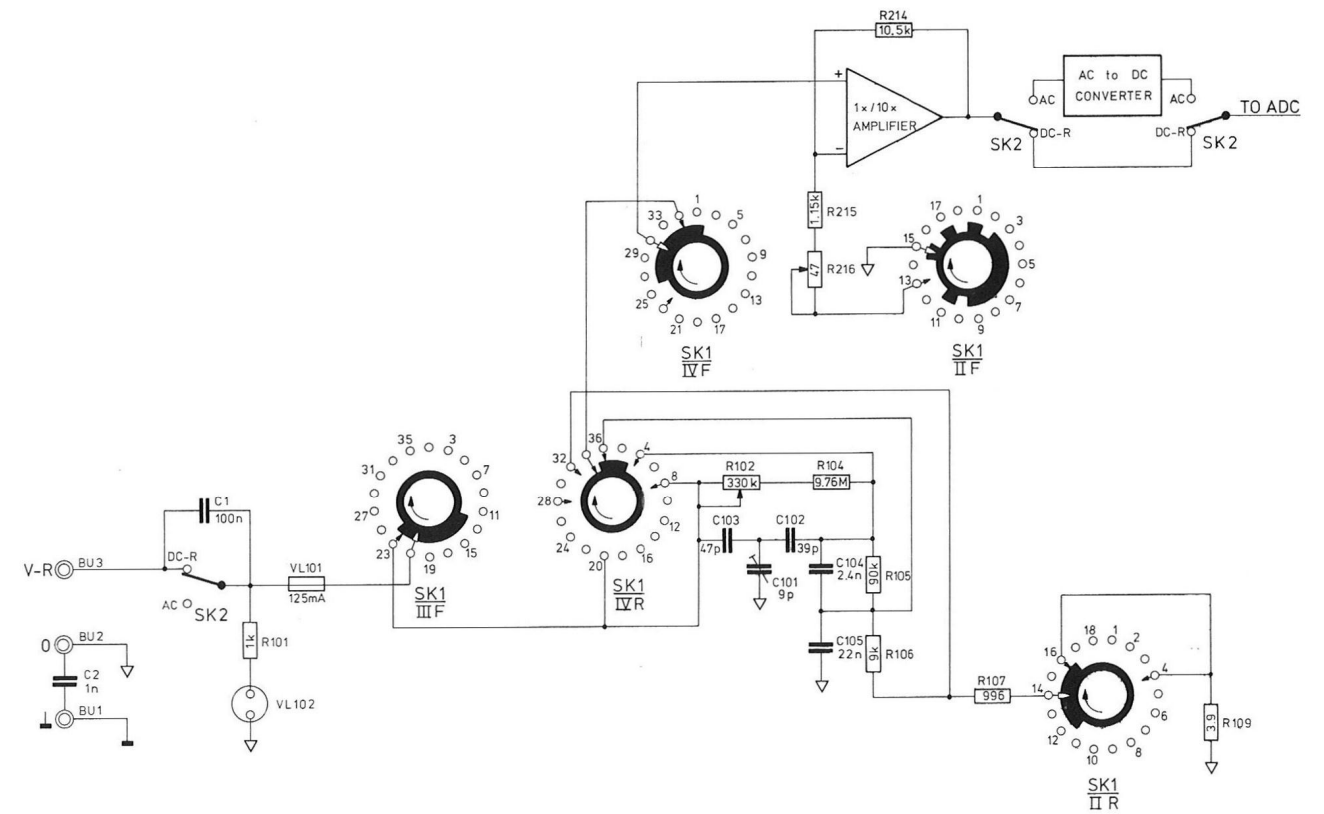 R214
10.5k
AC to DC
CONVERTER
+
1x/10x
AMPLIFIER
−
AC
AC
DC-R
DC-R
SK2
SK2
TO ADC
1.15k
R215
47
R216
1
5
9
13
17
21
25
29
33
SK1
IV F
1
3
5
7
9
11
13
15
17
SK1
II F
35
3
7
11
15
19
23
27
31
SK1
III F
36
4
8
12
16
20
24
28
32
SK1
IV R
R102
330k
R104
9.76M
C103
47p
C102
39p
C101
9p
C104
2.4n
90k
R105
C105
22n
9k
R106
R107
996
C1
100n
V-R
BU3
DC-R
AC
SK2
VL101
125mA
1k
R101
VL102
0
BU2
C2
1n
BU1
18
1
2
4
6
8
10
12
14
16
SK1
II R
3.9
R109